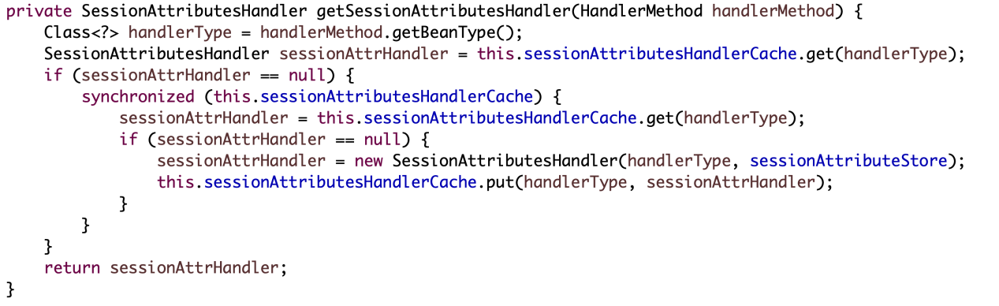 private SessionAttributesHandler getSessionAttributesHandler(HandlerMethod handlerMethod) {
    Class<?> handlerType = handlerMethod.getBeanType();
    SessionAttributesHandler sessionAttrHandler = this.sessionAttributesHandlerCache.get(handlerType);
    if (sessionAttrHandler == null) {
        synchronized (this.sessionAttributesHandlerCache) {
            sessionAttrHandler = this.sessionAttributesHandlerCache.get(handlerType);
            if (sessionAttrHandler == null) {
                sessionAttrHandler = new SessionAttributesHandler(handlerType, sessionAttributeStore);
                this.sessionAttributesHandlerCache.put(handlerType, sessionAttrHandler);
            }
        }
    }
    return sessionAttrHandler;
}